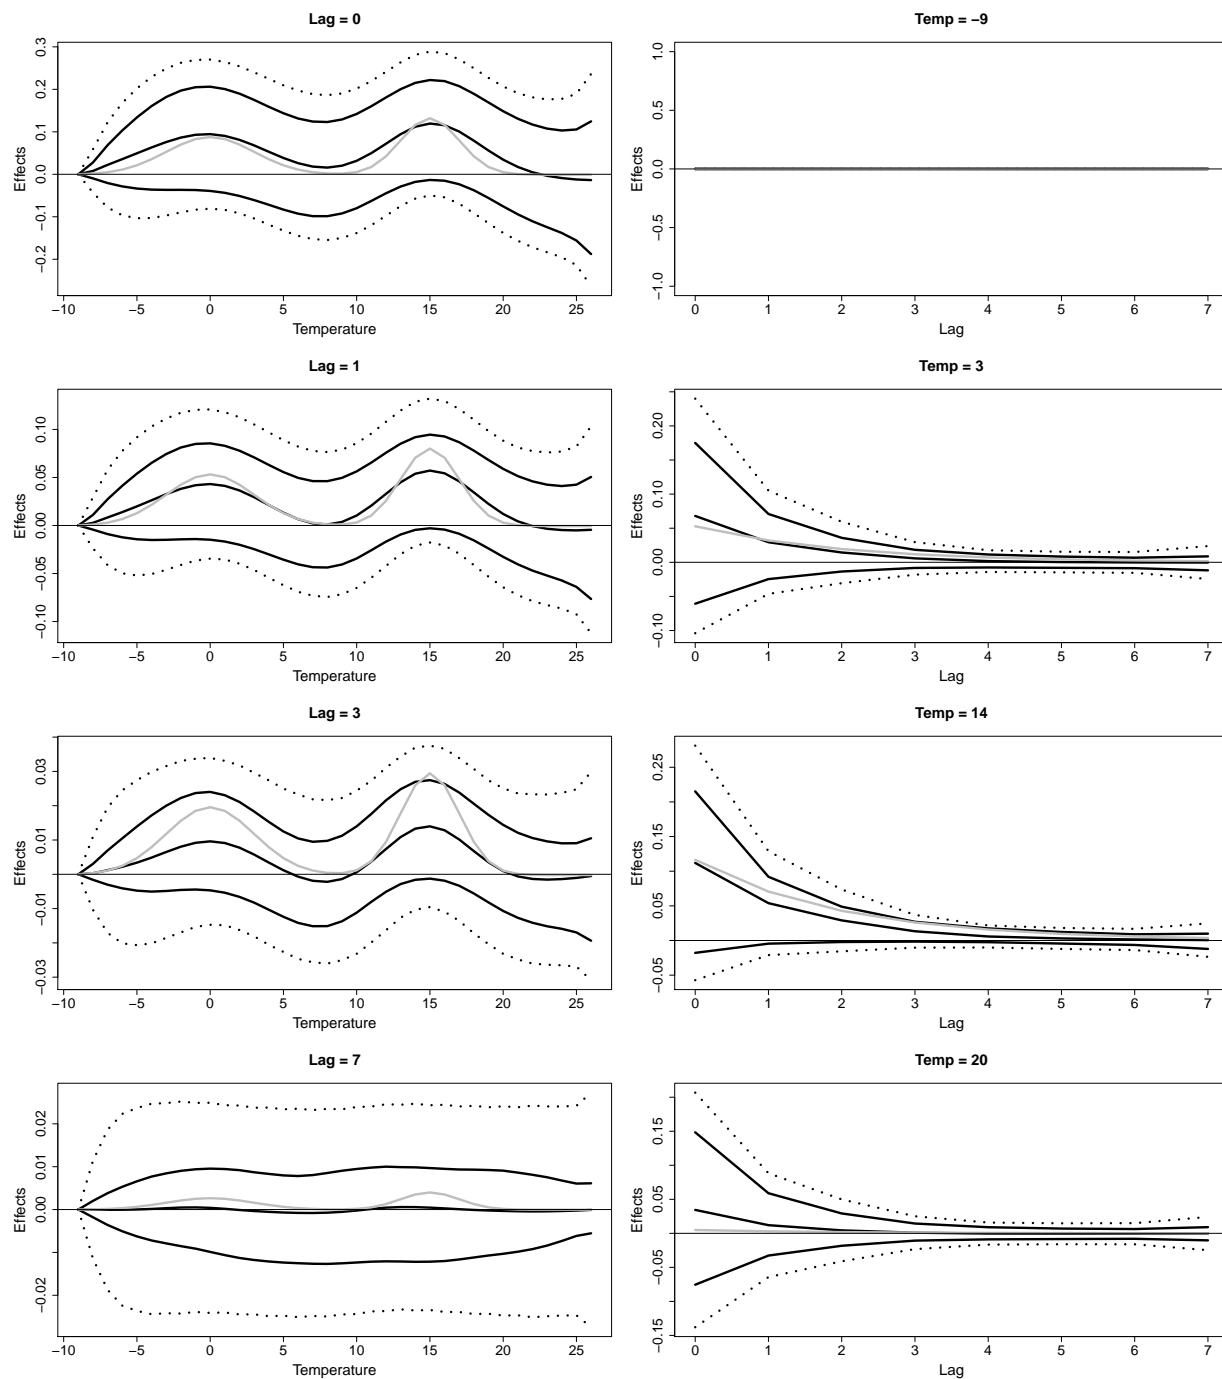 Lag = 0
Effects
0.3
0.2
0.1
0.0
−0.1
−0.2
−10 −5 0 5 10 15 20 25
Temperature
Temp = −9
Effects
1.0
0.5
0.0
−0.5
−1.0
0 1 2 3 4 5 6 7
Lag
Lag = 1
Effects
0.10
0.05
0.00
−0.05
−0.10
−10 −5 0 5 10 15 20 25
Temperature
Temp = 3
Effects
0.20
0.10
0.00
−0.10
0 1 2 3 4 5 6 7
Lag
Lag = 3
Effects
0.03
0.01
−0.01
−0.03
−10 −5 0 5 10 15 20 25
Temperature
Temp = 14
Effects
0.25
0.15
0.05
−0.05
0 1 2 3 4 5 6 7
Lag
Lag = 7
Effects
0.02
0.01
0.00
−0.02
−10 −5 0 5 10 15 20 25
Temperature
Temp = 20
Effects
0.15
0.05
−0.05
−0.15
0 1 2 3 4 5 6 7
Lag